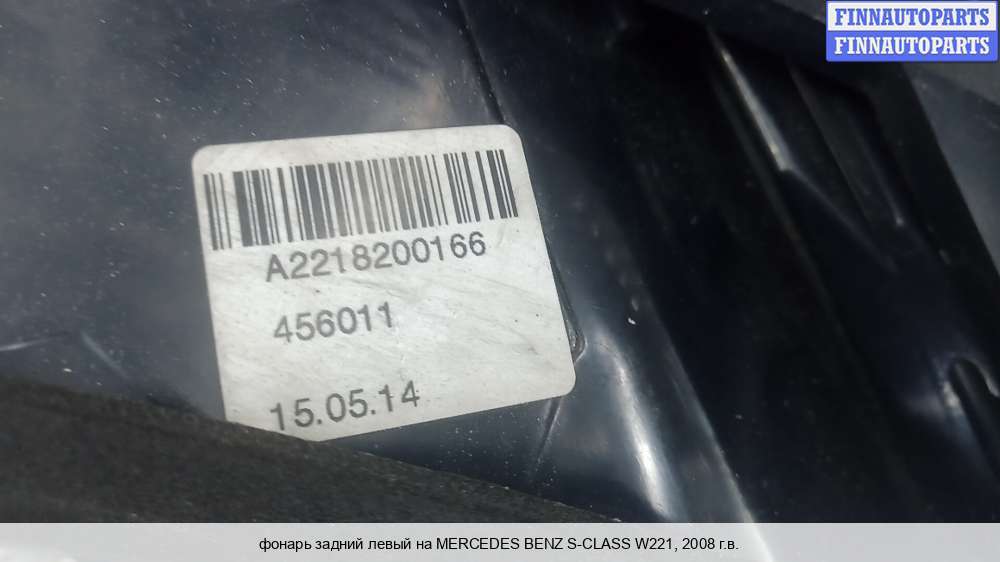 FINNAUTOPARTS
FINNAUTOPARTS
A2218200166
456011
15.05.14
фонарь задний левый на MERCEDES BENZ S-CLASS W221, 2008 г.в.